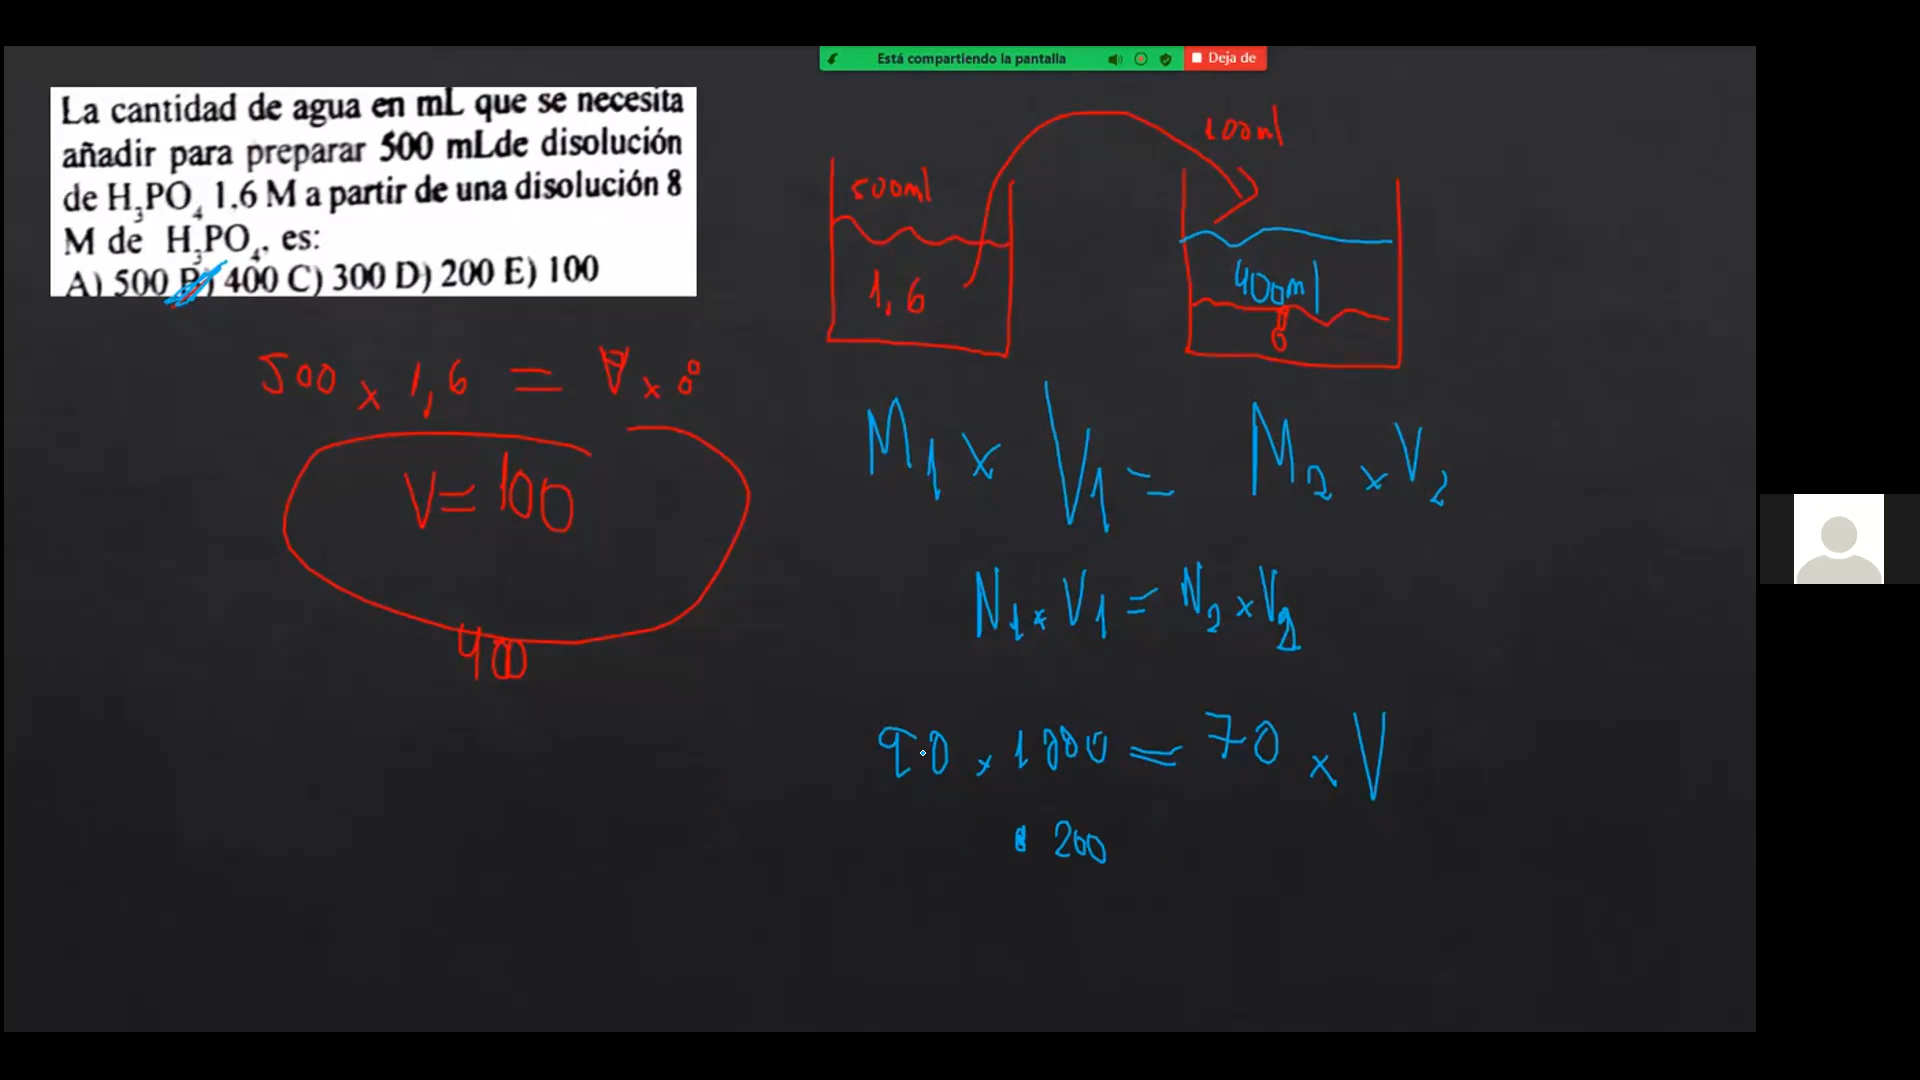 Está compartiendo la pantalla
Deja de
La cantidad de agua en mL que se necesita
añadir para preparar 500 mLde disolución
de H₃PO₄ 1.6 M a partir de una disolución 8
M de H₃PO₄, es:
A) 500 B) 400 C) 300 D) 200 E) 100
500ml
1,6
100ml
400ml
500 x 1,6 = V x 8
V = 100
400
M₁ x V₁ = M₂ x V₂
N₁ x V₁ = N₂ x V₂
90 x 1000 = 70 x V
200